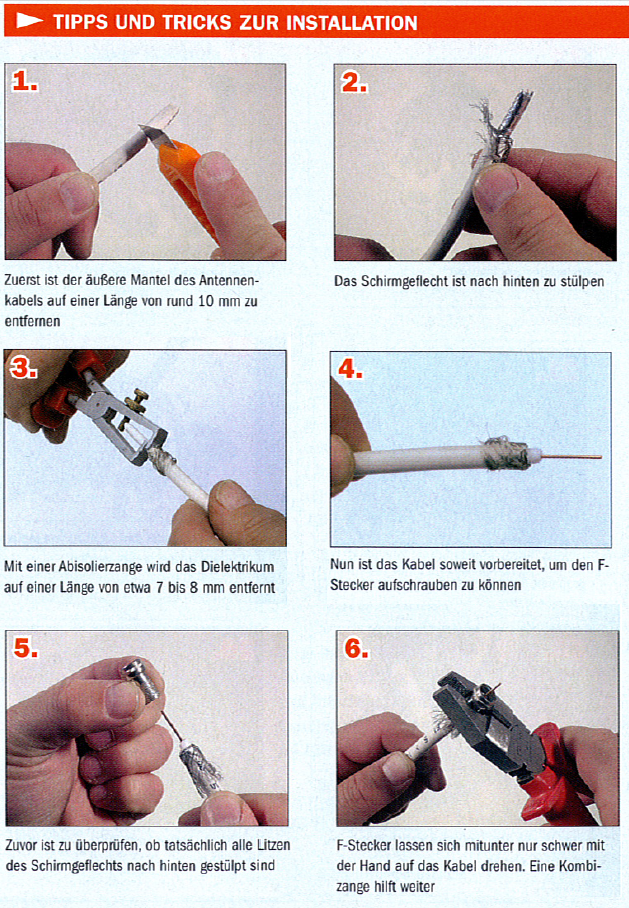 TIPPS UND TRICKS ZUR INSTALLATION
1.
Zuerst ist der äußere Mantel des Antennen-
kabels auf einer Länge von rund 10 mm zu
entfernen
2.
Das Schirmgeflecht ist nach hinten zu stülpen
3.
Mit einer Abisolierzange wird das Dielektrikum
auf einer Länge von etwa 7 bis 8 mm entfernt
4.
Nun ist das Kabel soweit vorbereitet, um den F-
Stecker aufschrauben zu können
5.
Zuvor ist zu überprüfen, ob tatsächlich alle Litzen
des Schirmgeflechts nach hinten gestülpt sind
6.
F-Stecker lassen sich mitunter nur schwer mit
der Hand auf das Kabel drehen. Eine Kombi-
zange hilft weiter